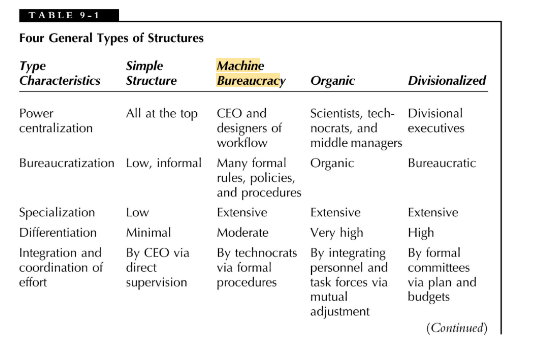 TABLE 9-1
Four General Types of Structures
Type Simple Machine
Characteristics Structure Bureaucracy Organic Divisionalized
Power All at the top CEO and Scientists, tech- Divisional
centralization designers of nocrats, and executives
workflow middle managers
Bureaucratization Low, informal Many formal Organic Bureaucratic
rules, policies,
and procedures
Specialization Low Extensive Extensive Extensive
Differentiation Minimal Moderate Very high High
Integration and By CEO via By technocrats By integrating By formal
coordination of direct via formal personnel and committees
effort supervision procedures task forces via via plan and
mutual budgets
adjustment
(Continued)